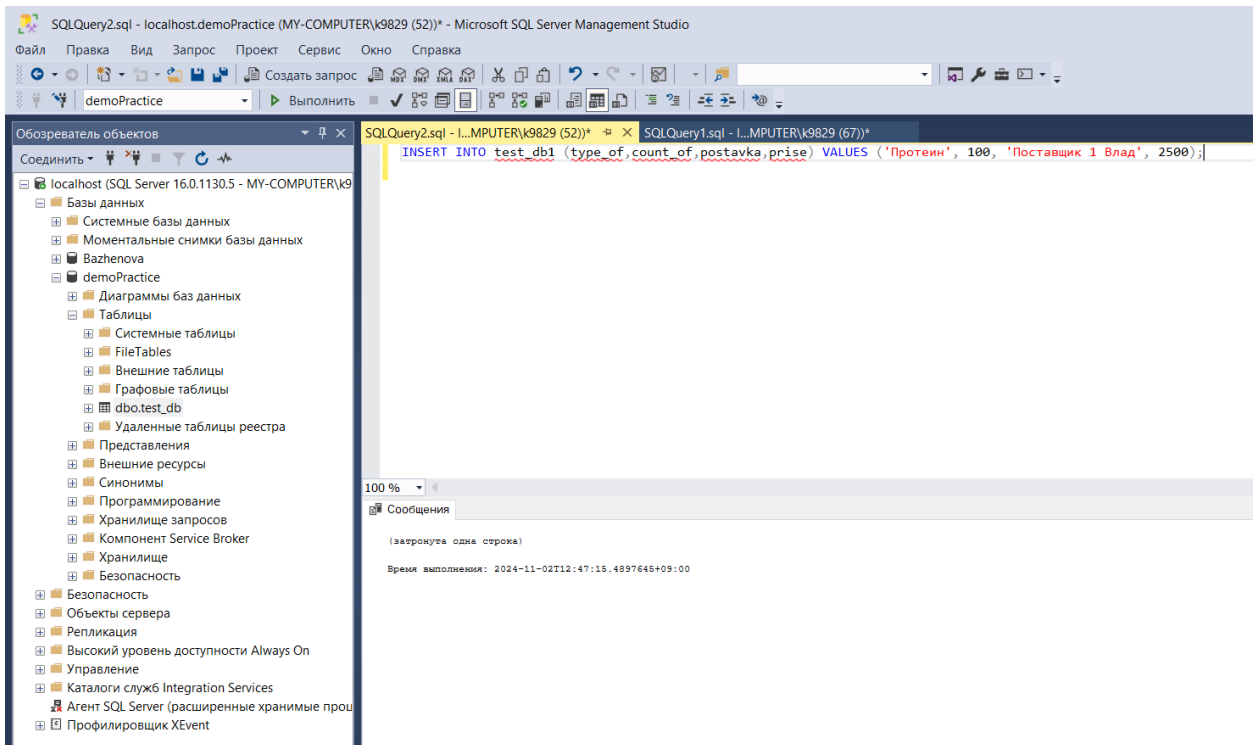 SQLQuery2.sql - localhost.demoPractice (MY-COMPUTER\k9829 (52))* - Microsoft SQL Server Management Studio
Файл Правка Вид Запрос Проект Сервис Окно Справка
Создать запрос
MDX DMX XMLA DAX
demoPractice
Выполнить
Обозреватель объектов
SQLQuery2.sql - l...MPUTER\k9829 (52))*
SQLQuery1.sql - l...MPUTER\k9829 (67))*
Соединить
INSERT INTO test_db1 (type_of,count_of,postavka,prise) VALUES ('Протеин', 100, 'Поставщик 1 Влад', 2500);
localhost (SQL Server 16.0.1130.5 - MY-COMPUTER\k9
Базы данных
Системные базы данных
Моментальные снимки базы данных
Bazhenova
demoPractice
Диаграммы баз данных
Таблицы
Системные таблицы
FileTables
Внешние таблицы
Графовые таблицы
dbo.test_db
Удаленные таблицы реестра
Представления
Внешние ресурсы
Синонимы
Программирование
Хранилище запросов
Компонент Service Broker
Хранилище
Безопасность
Безопасность
Объекты сервера
Репликация
Высокий уровень доступности Always On
Управление
Каталоги служб Integration Services
Агент SQL Server (расширенные хранимые проц
Профилировщик XEvent
100 %
Сообщения
(затронута одна строка)
Время выполнения: 2024-11-02T12:47:15.4897645+09:00